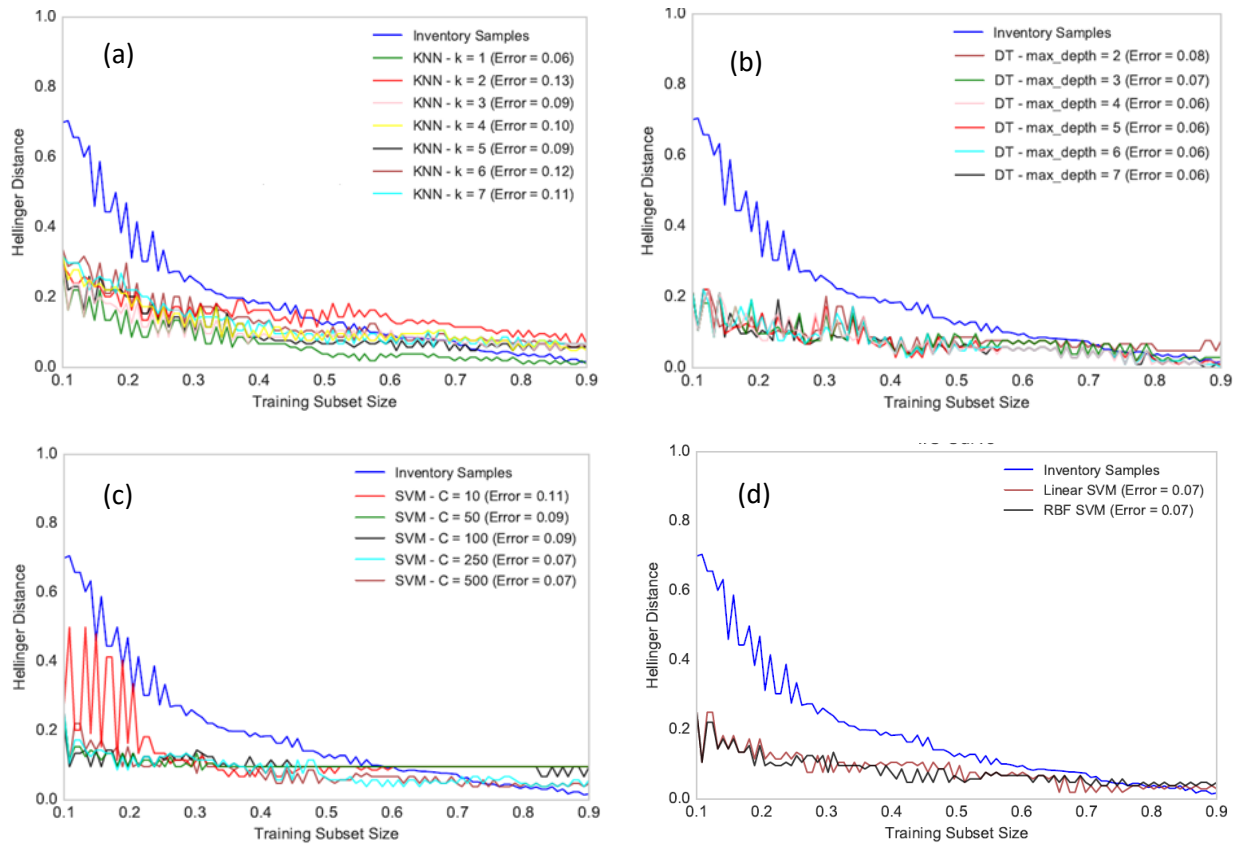 1.0
0.8
0.6
0.4
0.2
0.0
Hellinger Distance
(a)
Inventory Samples
KNN - k = 1 (Error = 0.06)
KNN - k = 2 (Error = 0.13)
KNN - k = 3 (Error = 0.09)
KNN - k = 4 (Error = 0.10)
KNN - k = 5 (Error = 0.09)
KNN - k = 6 (Error = 0.12)
KNN - k = 7 (Error = 0.11)
0.1 0.2 0.3 0.4 0.5 0.6 0.7 0.8 0.9
Training Subset Size
1.0
0.8
0.6
0.4
0.2
0.0
Hellinger Distance
(b)
Inventory Samples
DT - max_depth = 2 (Error = 0.08)
DT - max_depth = 3 (Error = 0.07)
DT - max_depth = 4 (Error = 0.06)
DT - max_depth = 5 (Error = 0.06)
DT - max_depth = 6 (Error = 0.06)
DT - max_depth = 7 (Error = 0.06)
0.1 0.2 0.3 0.4 0.5 0.6 0.7 0.8 0.9
Training Subset Size
1.0
0.8
0.6
0.4
0.2
0.0
Hellinger Distance
(c)
Inventory Samples
SVM - C = 10 (Error = 0.11)
SVM - C = 50 (Error = 0.09)
SVM - C = 100 (Error = 0.09)
SVM - C = 250 (Error = 0.07)
SVM - C = 500 (Error = 0.07)
0.1 0.2 0.3 0.4 0.5 0.6 0.7 0.8 0.9
Training Subset Size
1.0
0.8
0.6
0.4
0.2
0.0
Hellinger Distance
(d)
Inventory Samples
Linear SVM (Error = 0.07)
RBF SVM (Error = 0.07)
0.1 0.2 0.3 0.4 0.5 0.6 0.7 0.8 0.9
Training Subset Size